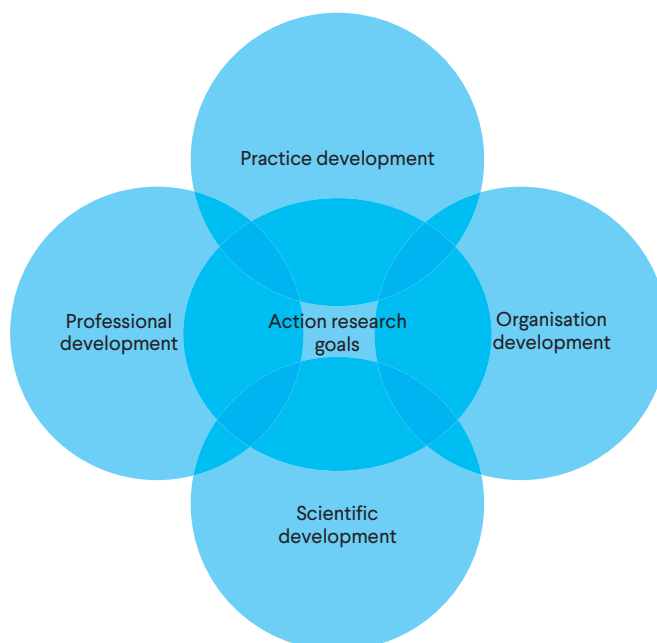 Practice development
Professional
development
Action research
goals
Organisation
development
Scientific
development